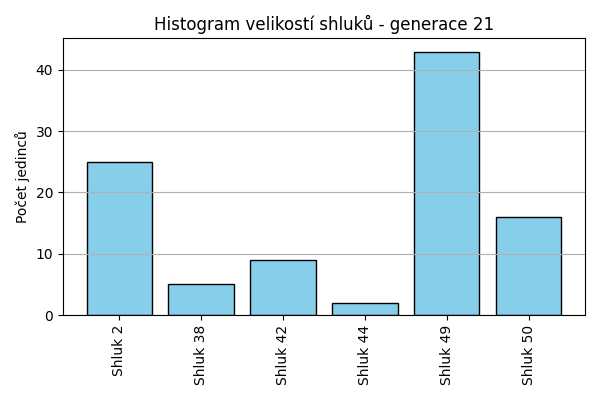 Histogram velikostí shluků - generace 21
Počet jedinců
40
30
20
10
0
Shluk 2
Shluk 38
Shluk 42
Shluk 44
Shluk 49
Shluk 50